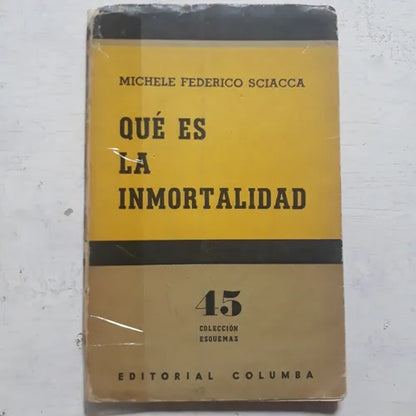 MICHELE FEDERICO SCIACCA
QUÉ ES
LA
INMORTALIDAD
45
COLECCIÓN
ESQUEMAS
EDITORIAL COLUMBA